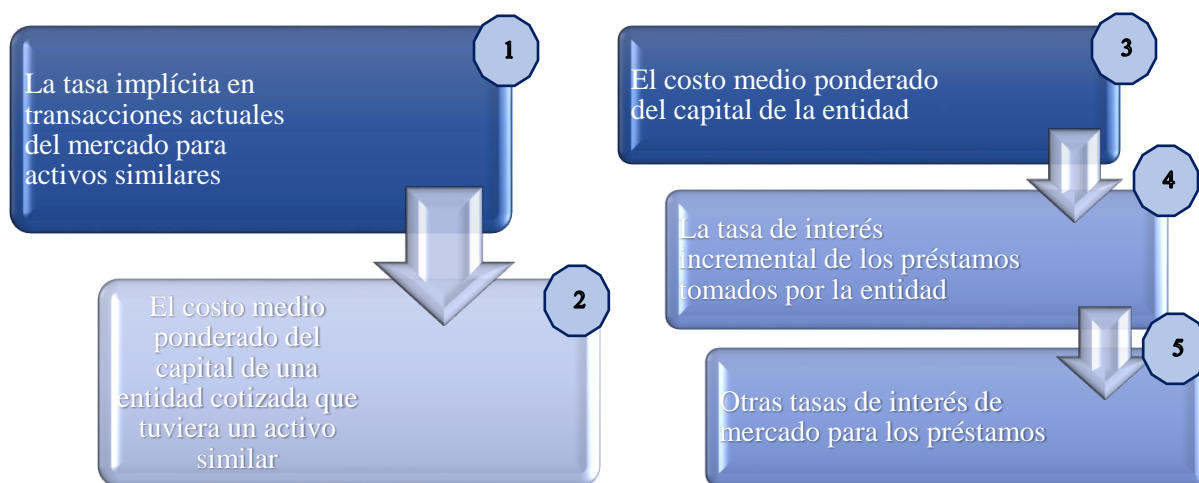 1
La tasa implícita en
transacciones actuales
del mercado para
activos similares
2
El costo medio
ponderado del
capital de una
entidad cotizada que
tuviera un activo
similar
3
El costo medio ponderado
del capital de la entidad
4
La tasa de interés
incremental de los préstamos
tomados por la entidad
5
Otras tasas de interés de
mercado para los préstamos